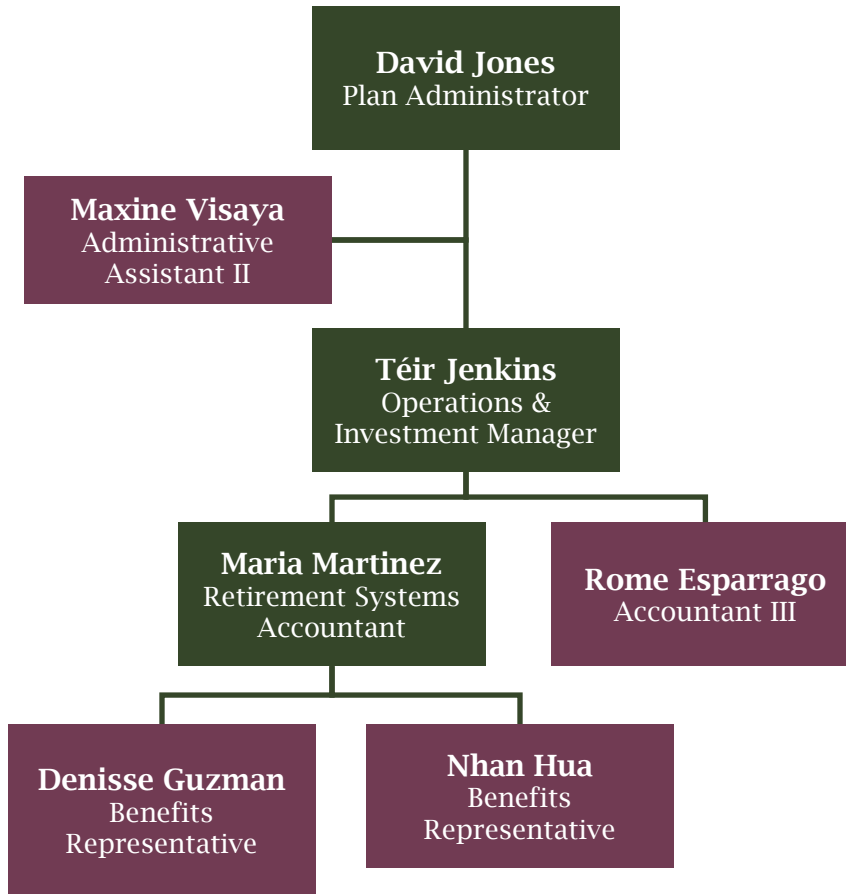 David Jones
Plan Administrator
Maxine Visaya
Administrative
Assistant II
Téir Jenkins
Operations &
Investment Manager
Maria Martinez
Retirement Systems
Accountant
Rome Esparrago
Accountant III
Denisse Guzman
Benefits
Representative
Nhan Hua
Benefits
Representative